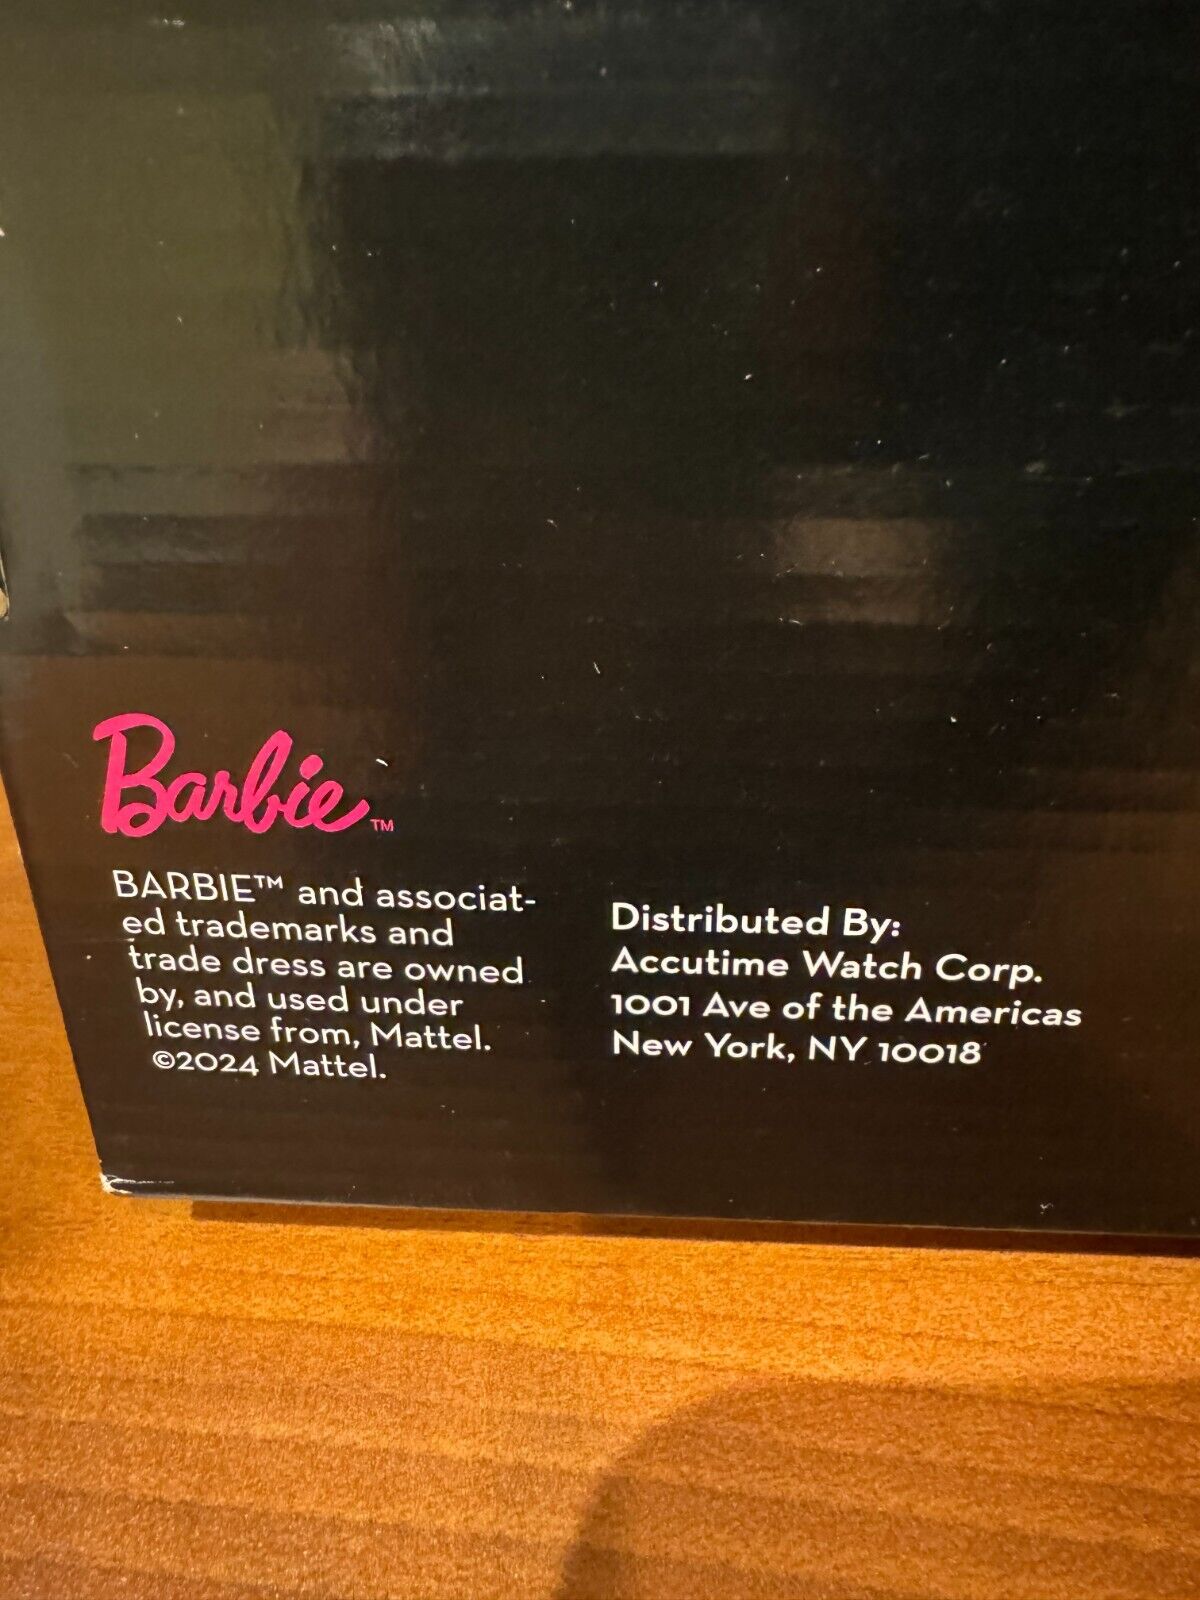 Barbie™
BARBIE™ and associat-
ed trademarks and
trade dress are owned
by, and used under
license from, Mattel.
©2024 Mattel.
Distributed By:
Accutime Watch Corp.
1001 Ave of the Americas
New York, NY 10018